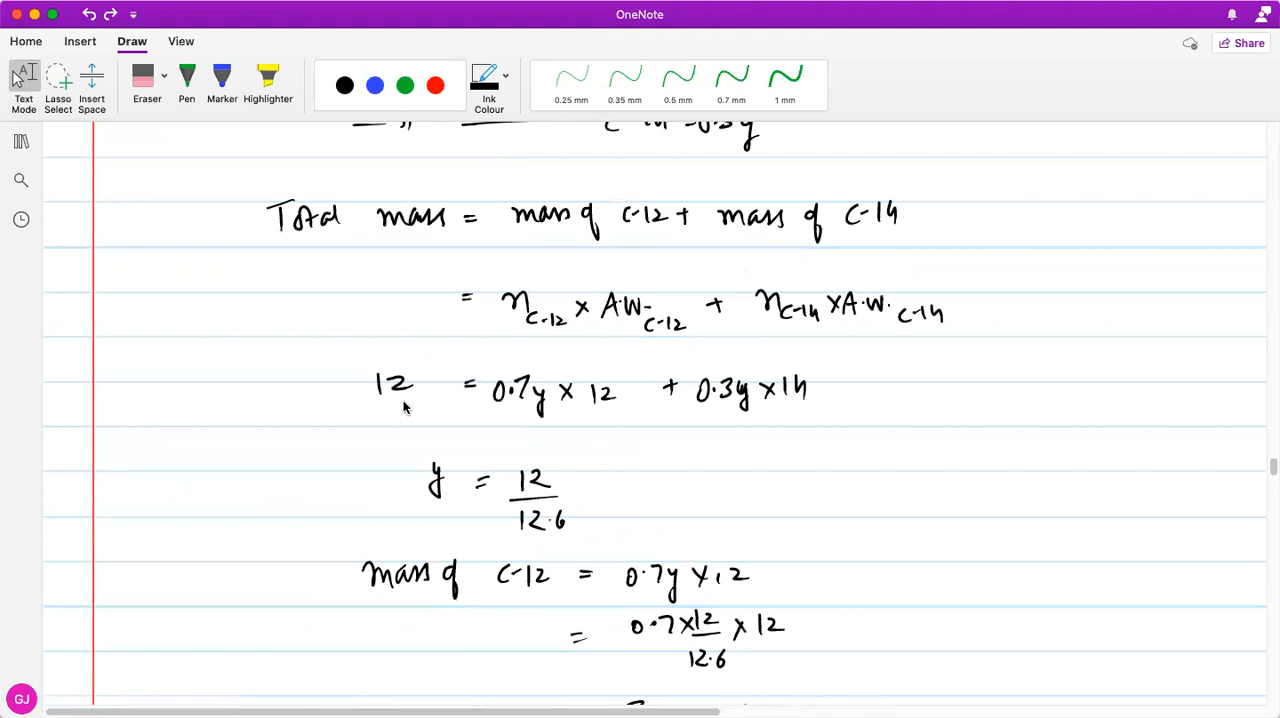 OneNote
Home Insert Draw View
Share
Text Mode
Lasso Select
Insert Space
Eraser
Pen
Marker
Highlighter
Ink Colour
0.25 mm
0.35 mm
0.5 mm
0.7 mm
1 mm
Total mass = mass of C-12 + mass of C-14
= n C-12 × A.W. C-12 + n C-14 × A.W. C-14
12 = 0.7y × 12 + 0.3y × 14
y = 12
12.6
mass of C-12 = 0.7y × 12
= 0.7 × 12 × 12
12.6
GJ